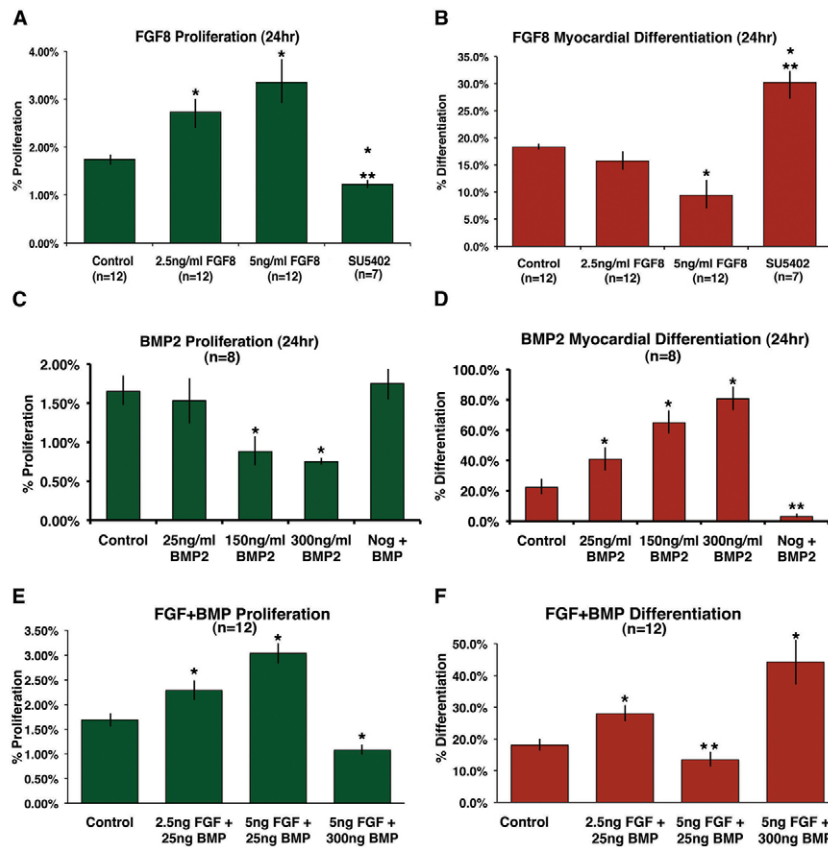 A
FGF8 Proliferation (24hr)
% Proliferation
4.00%
3.00%
2.00%
1.00%
0.00%
*
*
*
**
Control
(n=12)
2.5ng/ml FGF8
(n=12)
5ng/ml FGF8
(n=12)
SU5402
(n=7)
B
FGF8 Myocardial Differentiation (24hr)
% Differentiation
35.0%
30.0%
25.0%
20.0%
15.0%
10.0%
5.0%
0.0%
*
*
**
Control
(n=12)
2.5ng/ml FGF8
(n=12)
5ng/ml FGF8
(n=12)
SU5402
(n=7)
C
BMP2 Proliferation (24hr)
(n=8)
% Proliferation
2.00%
1.50%
1.00%
0.50%
0.00%
*
*
Control
25ng/ml
BMP2
150ng/ml
BMP2
300ng/ml
BMP2
Nog +
BMP
D
BMP2 Myocardial Differentiation (24hr)
(n=8)
% Differentiation
100.0%
80.0%
60.0%
40.0%
20.0%
0.0%
*
*
*
**
Control
25ng/ml
BMP2
150ng/ml
BMP2
300ng/ml
BMP2
Nog +
BMP2
E
FGF+BMP Proliferation
(n=12)
% Proliferation
3.50%
3.00%
2.50%
2.00%
1.50%
1.00%
0.50%
0.00%
*
*
*
Control
2.5ng FGF +
25ng BMP
5ng FGF +
25ng BMP
5ng FGF +
300ng BMP
F
FGF+BMP Differentiation
(n=12)
% Differentiation
50.0%
40.0%
30.0%
20.0%
10.0%
0.0%
*
**
*
Control
2.5ng FGF +
25ng BMP
5ng FGF +
25ng BMP
5ng FGF +
300ng BMP